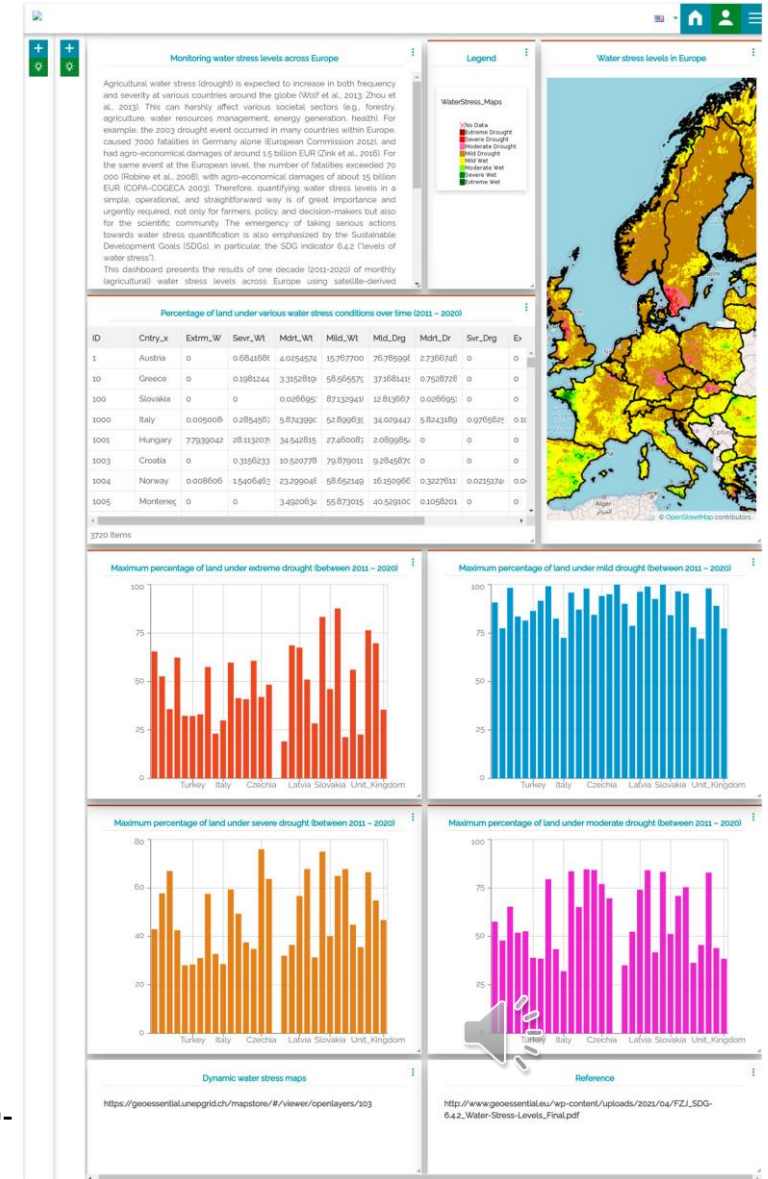 Monitoring water stress levels across Europe
Agricultural water stress (drought) is expected to increase in both frequency
and severity at various countries around the globe (Wolf et al., 2013; Zhou et
al., 2013). This can harshly affect various societal sectors (e.g., forestry,
agriculture, water resources management, energy generation, health). For
example, the 2003 drought event occurred in many countries within Europe,
caused 7000 fatalities in Germany alone (European Commission 2012), and
had agro-economical damages of around 1.5 billion EUR (Zink et al., 2016). For
the same event at the European level, the number of fatalities exceeded 70
000 (Robine et al., 2008), with agro-economical damages of about 15 billion
EUR (COPA-COGECA 2003). Therefore, quantifying water stress levels in a
simple, operational, and straightforward way is of great importance and
urgently required, not only for farmers, policy, and decision-makers but also
for the scientific community. The emergency of taking serious actions
towards water stress quantification is also emphasized by the Sustainable
Development Goals (SDGs), in particular, the SDG indicator 6.4.2 ("levels of
water stress").
This dashboard presents the results of one decade (2011-2020) of monthly
(agricultural) water stress levels across Europe using satellite-derived
Legend
WaterStress_Maps
No Data
Extreme Drought
Severe Drought
Moderate Drought
Mild Drought
Mild Wet
Moderate Wet
Severe Wet
Extreme Wet
Water stress levels in Europe
Alger
© OpenStreetMap contributors.
Percentage of land under various water stress conditions over time (2011 – 2020)
ID Cntry_x Extrm_W Sevr_Wt Mdrt_Wt Mild_Wt Mld_Drg Mdrt_Dr Svr_Drg
1 Austria 0 0.684168 4.0254574 15.767700 76.78599 2.7366746 0 0
10 Greece 0 0.1981244 3.3152819 58.56557 37.168141 0.7528728 0 0
100 Slovakia 0 0 0.026695 87.132941 12.813667 0.026695 0 0
1000 Italy 0.005008 0.285456 5.874399 52.89963 34.029447 5.8243189 0.976562
1001 Hungary 7.7939042 28.113207 34.542815 27.46008 2.089985 0 0 0
1003 Croatia 0 0.3156233 10.520778 79.879011 9.284587 0 0 0
1004 Norway 0.008606 1.540646 23.29904 58.652149 16.150966 0.3227611 0.021517
1005 Monteneg 0 0 3.492063 55.873015 40.52910 0.1058201 0 0
3720 Items
Maximum percentage of land under extreme drought (between 2011 – 2020)
100
75
50
25
0
Turkey Italy Czechia Latvia Slovakia Unit_Kingdom
Maximum percentage of land under mild drought (between 2011 – 2020)
100
75
50
25
0
Turkey Italy Czechia Latvia Slovakia Unit_Kingdom
Maximum percentage of land under severe drought (between 2011 – 2020)
80
60
40
20
0
Turkey Italy Czechia Latvia Slovakia Unit_Kingdom
Maximum percentage of land under moderate drought (between 2011 – 2020)
100
75
50
25
0
Turkey Italy Czechia Latvia Slovakia Unit_Kingdom
Dynamic water stress maps
https://geoessential.unepgrid.ch/mapstore/#/viewer/openlayers/103
Reference
http://www.geoessential.eu/wp-content/uploads/2021/04/FZJ_SDG-
6.4.2_Water-Stress-Levels_Final.pdf